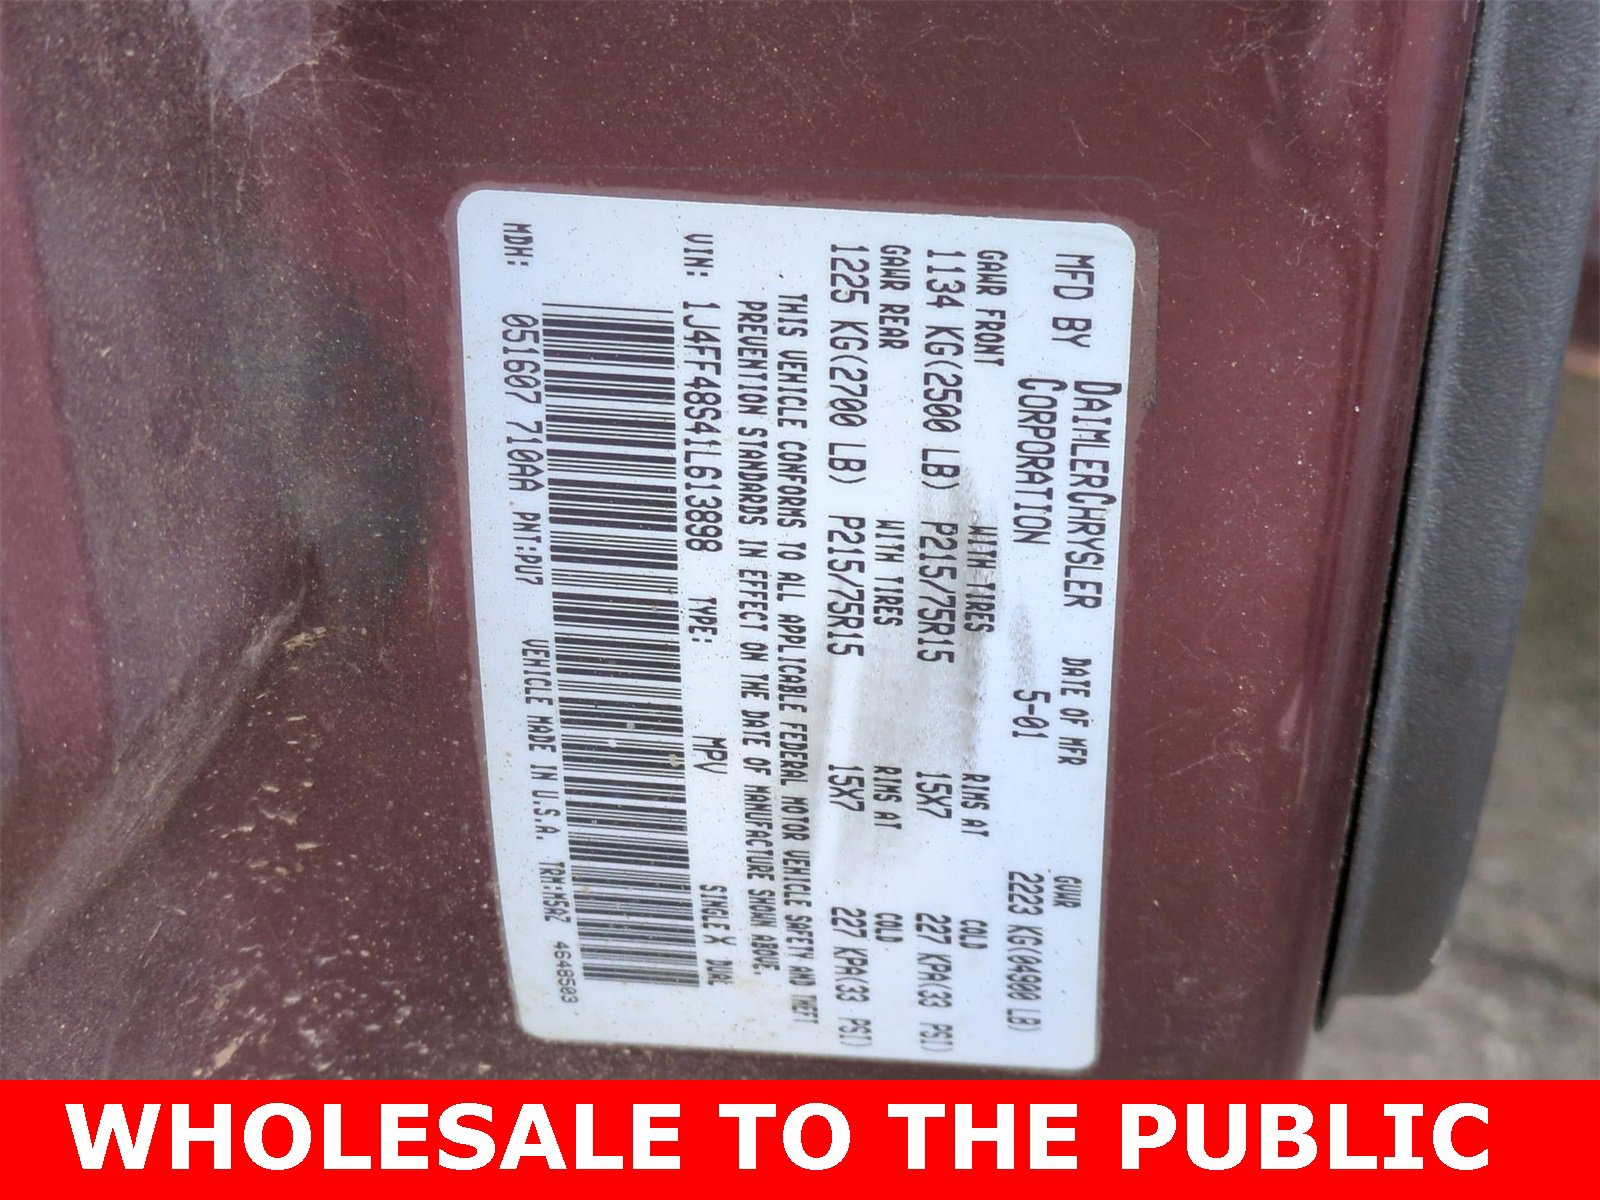 MFD BY DAIMLERCHRYSLER CORPORATION
DATE OF MFR 5-01
GVWR 2223 KG(04900 LB)
GAWR FRONT WITH TIRES RIMS AT COLD
1134 KG(2500 LB) P215/75R15 15X7 227 KPA(33 PSI)
GAWR REAR WITH TIRES RIMS AT COLD
1225 KG(2700 LB) P215/75R15 15X7 227 KPA(33 PSI)
THIS VEHICLE CONFORMS TO ALL APPLICABLE FEDERAL MOTOR VEHICLE SAFETY AND THEFT
PREVENTION STANDARDS IN EFFECT ON THE DATE OF MANUFACTURE SHOWN ABOVE.
VIN: 1J4FF48S41L613898 TYPE: MPV SINGLE X DUAL
MDH: 051607 710AA PNT:PU7 VEHICLE MADE IN U.S.A. TRM:M5AZ 4648503
WHOLESALE TO THE PUBLIC